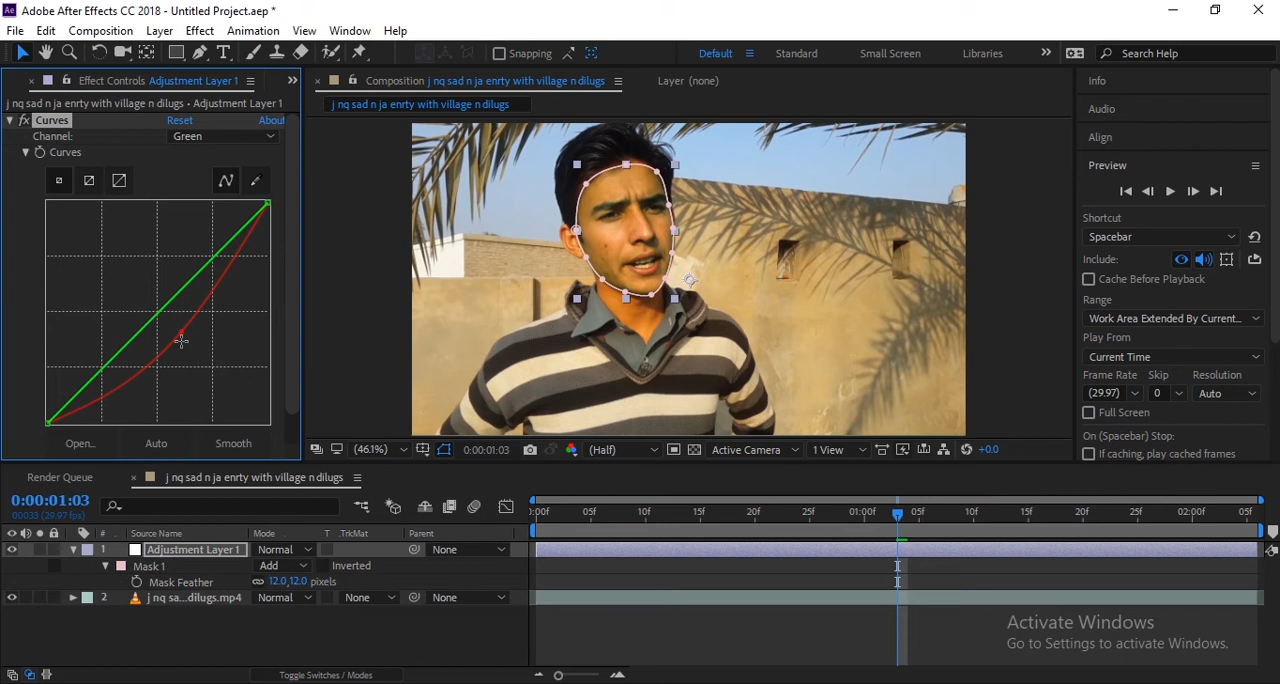 Adobe After Effects CC 2018 - Untitled Project.aep *
File Edit Composition Layer Effect Animation View Window Help
Snapping Default Standard Small Screen Libraries Search Help
Effect Controls Adjustment Layer 1
Composition j nq sad n ja enrty with village n dilugs
Layer (none)
Info
j nq sad n ja enrty with village n dilugs - Adjustment Layer 1
j nq sad n ja enrty with village n dilugs
Audio
fx Curves Reset About
Channel: Green
Align
Curves
Preview
Shortcut
Spacebar
Include:
Cache Before Playback
Range
Work Area Extended By Current...
Play From
Current Time
Frame Rate Skip Resolution
(29.97) 0 Auto
Full Screen
On (Spacebar) Stop:
If caching, play cached frames
Open... Auto Smooth
(46.1%) 0:00:01:03 (Half) Active Camera 1 View +0.0
Render Queue
j nq sad n ja enrty with village n dilugs
0:00:01:03
00033 (29.97 fps)
:00f 05f 10f 15f 20f 25f 01:00f 05f 10f 15f 20f 25f 02:00f 05f
# Source Name Mode T .TrkMat Parent
1 Adjustment Layer 1 Normal None
Mask 1 Add Inverted
Mask Feather 12.0,12.0 pixels
2 j nq sa...dilugs.mp4 Normal None None
Toggle Switches / Modes
Activate Windows
Go to Settings to activate Windows.